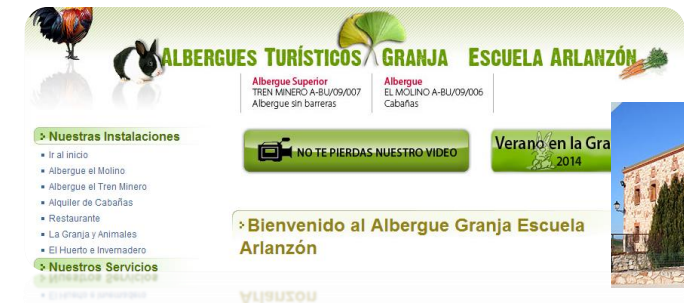 ALBERGUES TURÍSTICOS GRANJA ESCUELA ARLANZÓN
Albergue Superior
TREN MINERO A-BU/09/007
Albergue sin barreras
Albergue
EL MOLINO A-BU/09/006
Cabañas
Nuestras Instalaciones
Ir al inicio
Albergue el Molino
Albergue el Tren Minero
Alquiler de Cabañas
Restaurante
La Granja y Animales
El Huerto e Invernadero
Nuestros Servicios
NO TE PIERDAS NUESTRO VIDEO
Verano en la Gra
2014
Bienvenido al Albergue Granja Escuela
Arlanzón